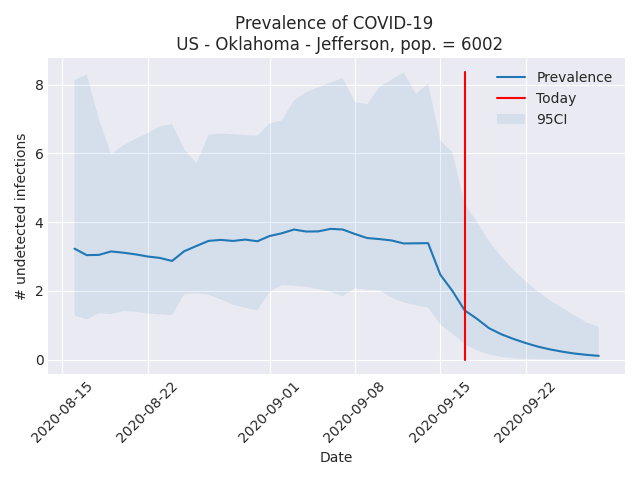 Prevalence of COVID-19
US - Oklahoma - Jefferson, pop. = 6002
# undetected infections
8
6
4
2
0
Prevalence
Today
95CI
2020-08-15
2020-08-22
2020-09-01
2020-09-08
2020-09-15
2020-09-22
Date